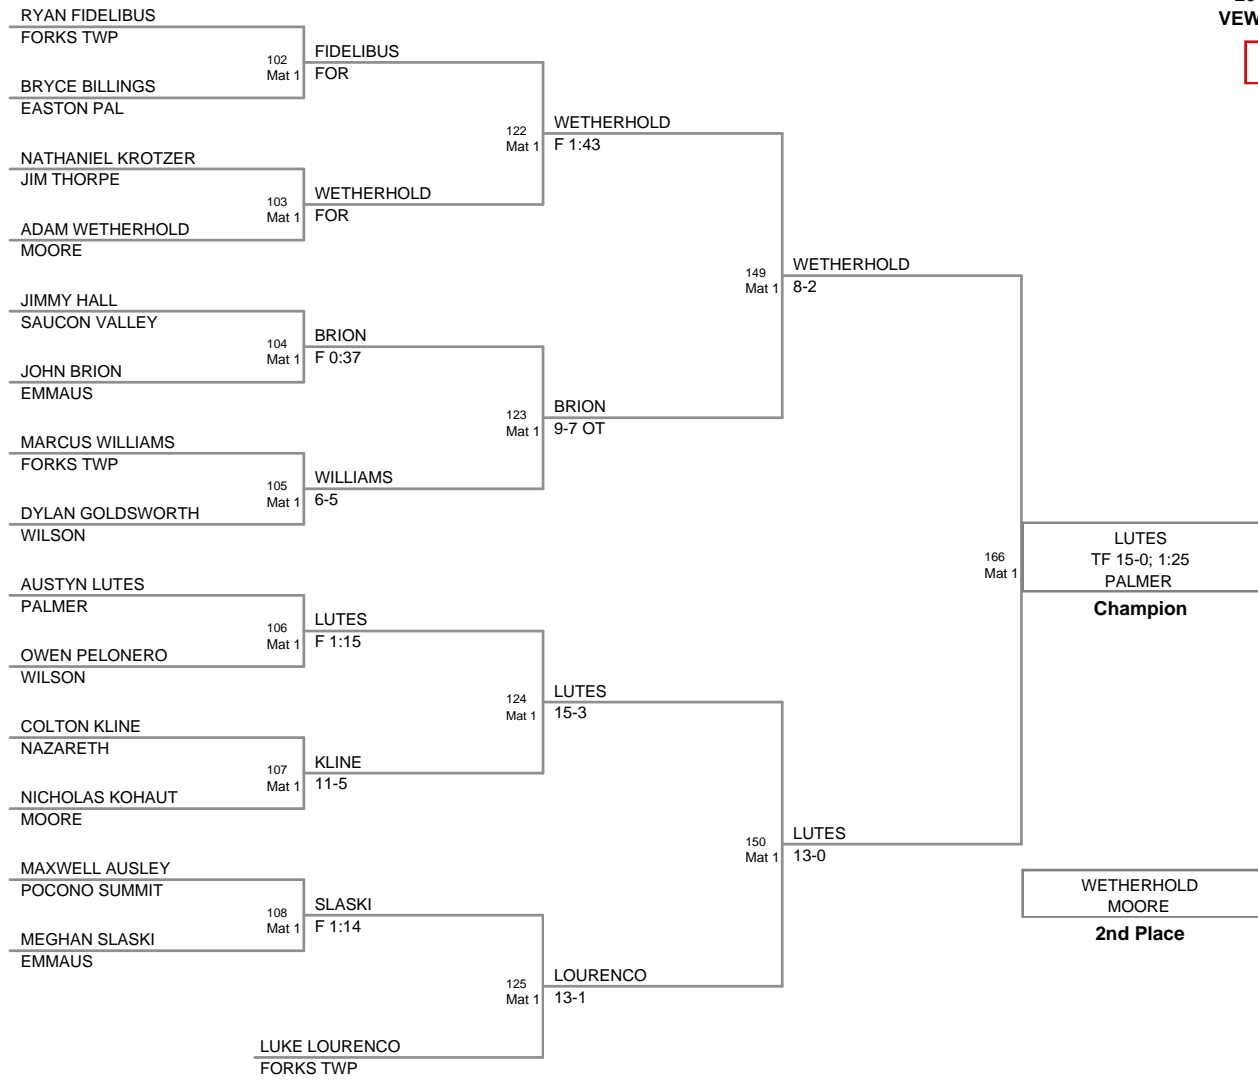 VEW
RYAN FIDELIBUS
FORKS TWP
102
Mat 1
FIDELIBUS
FOR
BRYCE BILLINGS
EASTON PAL
122
Mat 1
WETHERHOLD
F 1:43
NATHANIEL KROTZER
JIM THORPE
103
Mat 1
WETHERHOLD
FOR
ADAM WETHERHOLD
MOORE
149
Mat 1
WETHERHOLD
8-2
JIMMY HALL
SAUCON VALLEY
104
Mat 1
BRION
F 0:37
JOHN BRION
EMMAUS
123
Mat 1
BRION
9-7 OT
MARCUS WILLIAMS
FORKS TWP
105
Mat 1
WILLIAMS
6-5
DYLAN GOLDSWORTH
WILSON
166
Mat 1
LUTES
TF 15-0; 1:25
PALMER
Champion
AUSTYN LUTES
PALMER
106
Mat 1
LUTES
F 1:15
OWEN PELONERO
WILSON
124
Mat 1
LUTES
15-3
COLTON KLINE
NAZARETH
107
Mat 1
KLINE
11-5
NICHOLAS KOHAUT
MOORE
150
Mat 1
LUTES
13-0
MAXWELL AUSLEY
POCONO SUMMIT
108
Mat 1
SLASKI
F 1:14
MEGHAN SLASKI
EMMAUS
WETHERHOLD
MOORE
2nd Place
125
Mat 1
LOURENCO
13-1
LUKE LOURENCO
FORKS TWP